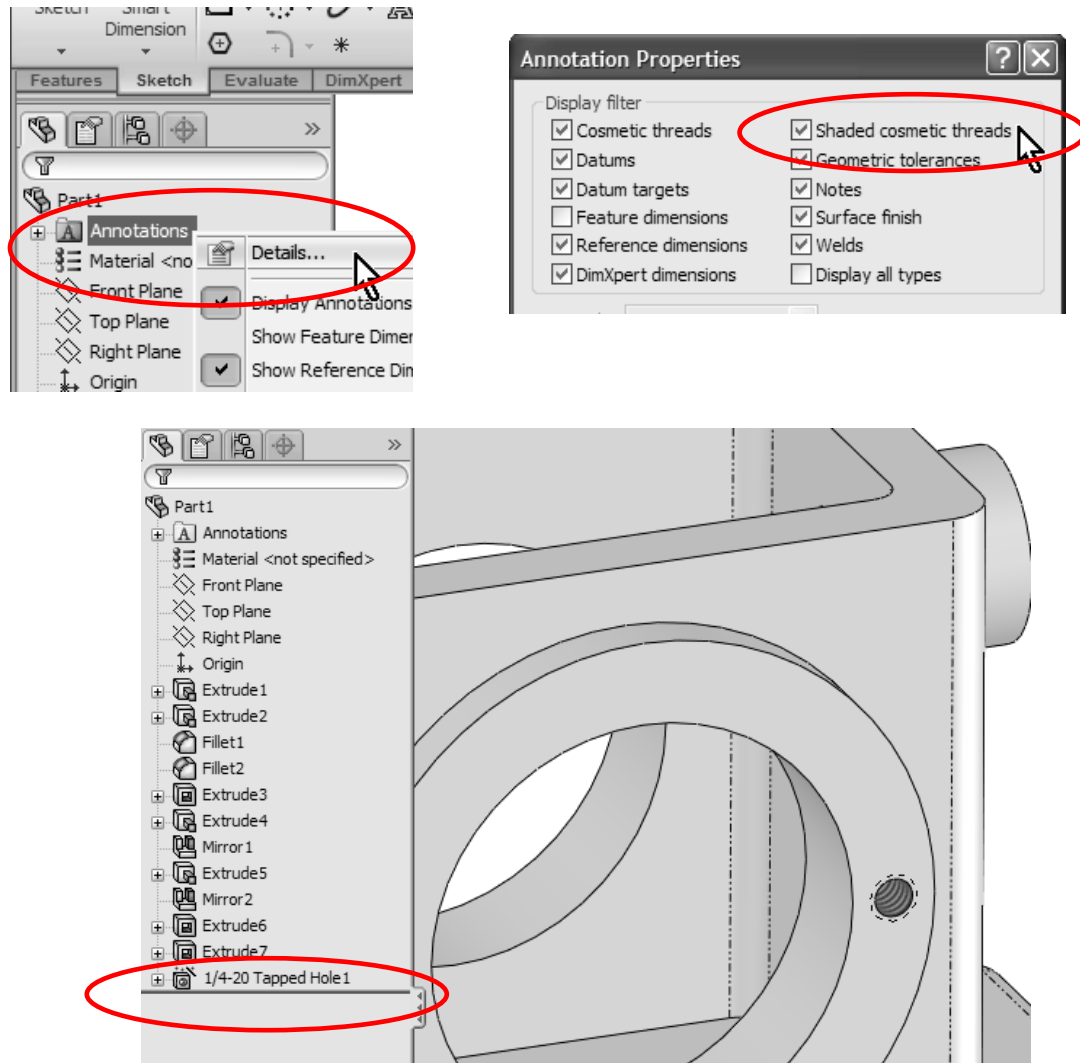 Sketch Smart
Dimension
Features Sketch Evaluate DimXpert
Part1
Annotations
Details...
Material <no
Front Plane
Display Annotations
Top Plane
Show Feature Dimer
Right Plane
Show Reference Dim
Origin
Annotation Properties
Display filter
Cosmetic threads
Shaded cosmetic threads
Datums
Geometric tolerances
Datum targets
Notes
Feature dimensions
Surface finish
Reference dimensions
Welds
DimXpert dimensions
Display all types
Part1
Annotations
Material <not specified>
Front Plane
Top Plane
Right Plane
Origin
Extrude1
Extrude2
Fillet1
Fillet2
Extrude3
Extrude4
Mirror1
Extrude5
Mirror2
Extrude6
Extrude7
1/4-20 Tapped Hole1